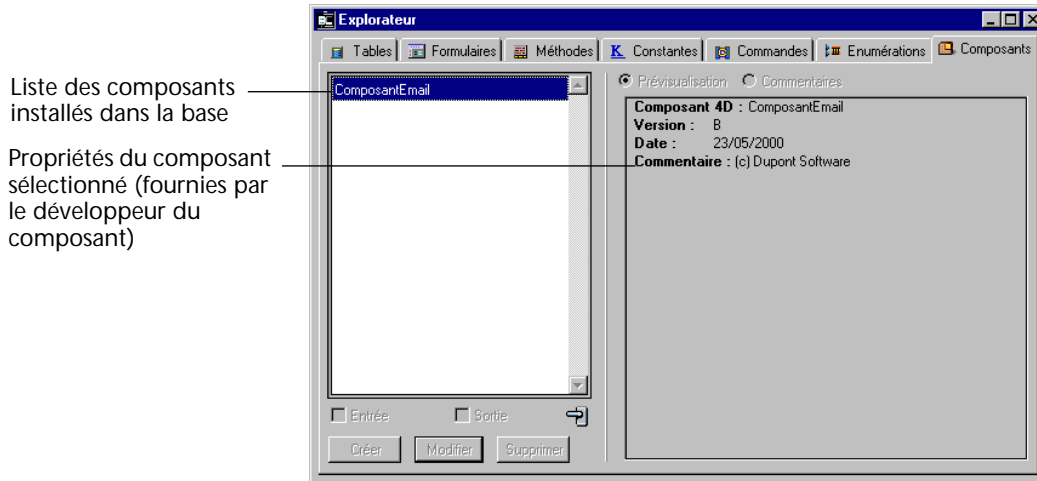 Explorateur
Tables Formulaires Méthodes K Constantes Commandes Enumérations Composants
Liste des composants
installés dans la base
Propriétés du composant
sélectionné (fournies par
le développeur du
composant)
ComposantEmail
Entrée Sortie
Créer Modifier Supprimer
Prévisualisation Commentaires
Composant 4D : ComposantEmail
Version : B
Date : 23/05/2000
Commentaire : (c) Dupont Software